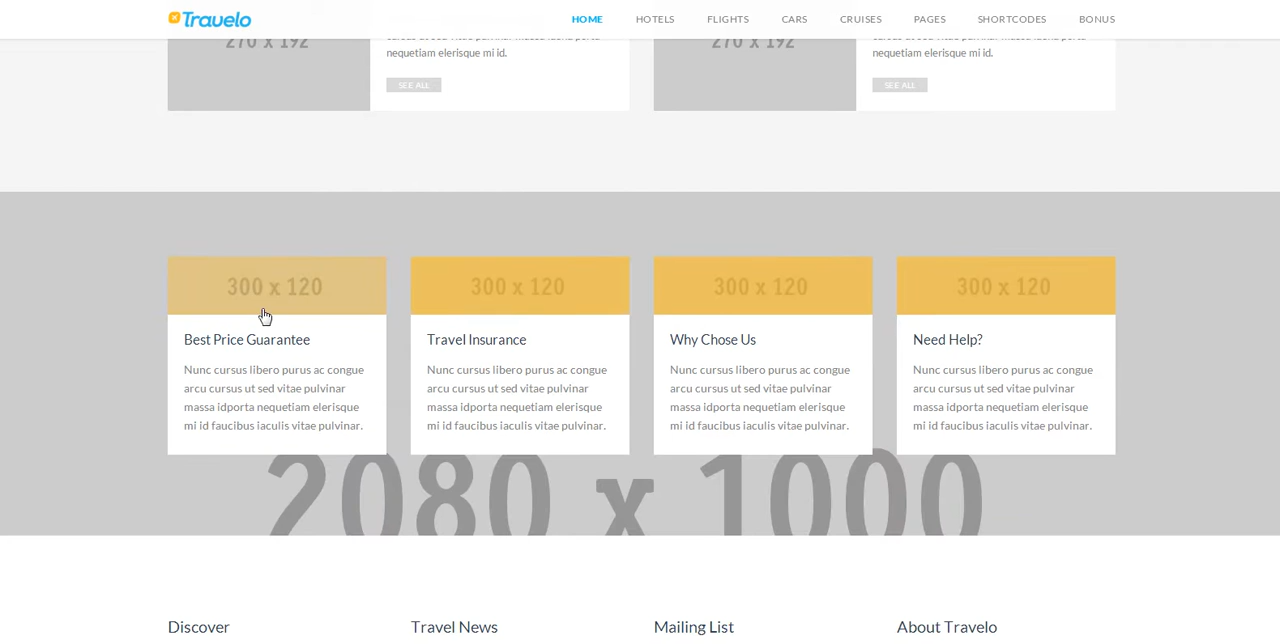 Travelo
HOME HOTELS FLIGHTS CARS CRUISES PAGES SHORTCODES BONUS
270 x 192
nequetiam elerisque mi id.
SEE ALL
270 x 192
nequetiam elerisque mi id.
SEE ALL
300 x 120
Best Price Guarantee
Nunc cursus libero purus ac congue
arcu cursus ut sed vitae pulvinar
massa idporta nequetiam elerisque
mi id faucibus iaculis vitae pulvinar.
300 x 120
Travel Insurance
Nunc cursus libero purus ac congue
arcu cursus ut sed vitae pulvinar
massa idporta nequetiam elerisque
mi id faucibus iaculis vitae pulvinar.
300 x 120
Why Chose Us
Nunc cursus libero purus ac congue
arcu cursus ut sed vitae pulvinar
massa idporta nequetiam elerisque
mi id faucibus iaculis vitae pulvinar.
300 x 120
Need Help?
Nunc cursus libero purus ac congue
arcu cursus ut sed vitae pulvinar
massa idporta nequetiam elerisque
mi id faucibus iaculis vitae pulvinar.
2080 x 1000
Discover
Travel News
Mailing List
About Travelo